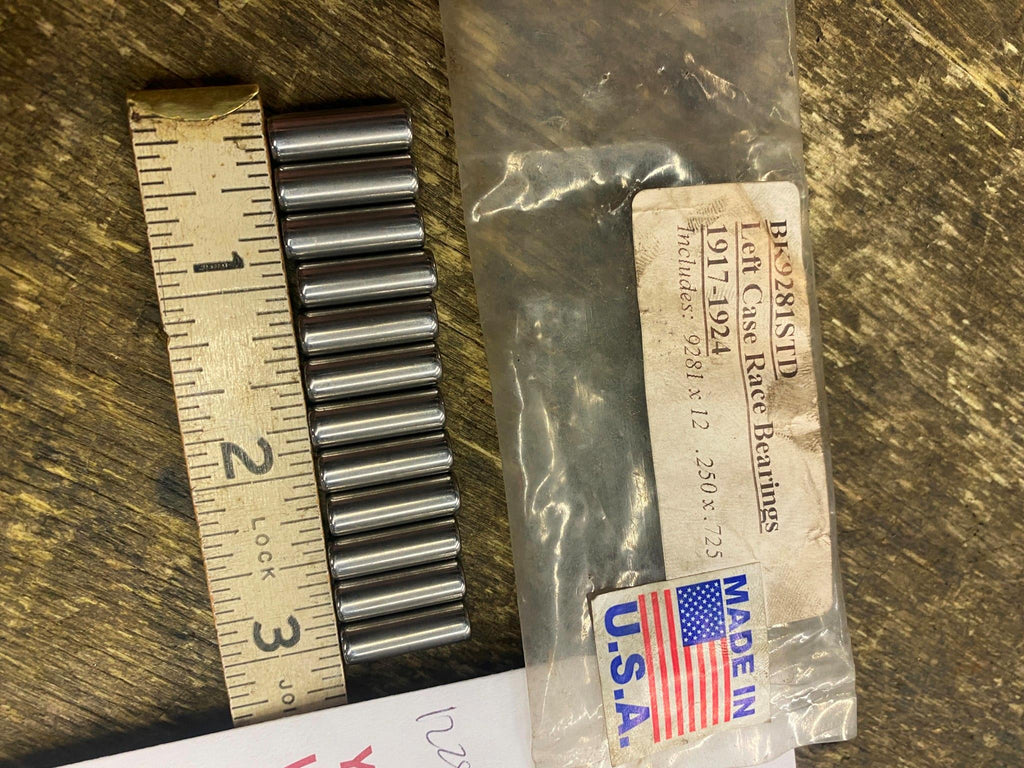 BK9281STD
Left Case Race Bearings
1917-1924
Includes: 9281 x 12 .250 x .725
MADE IN
U.S.A.
1
2
LOCK
3